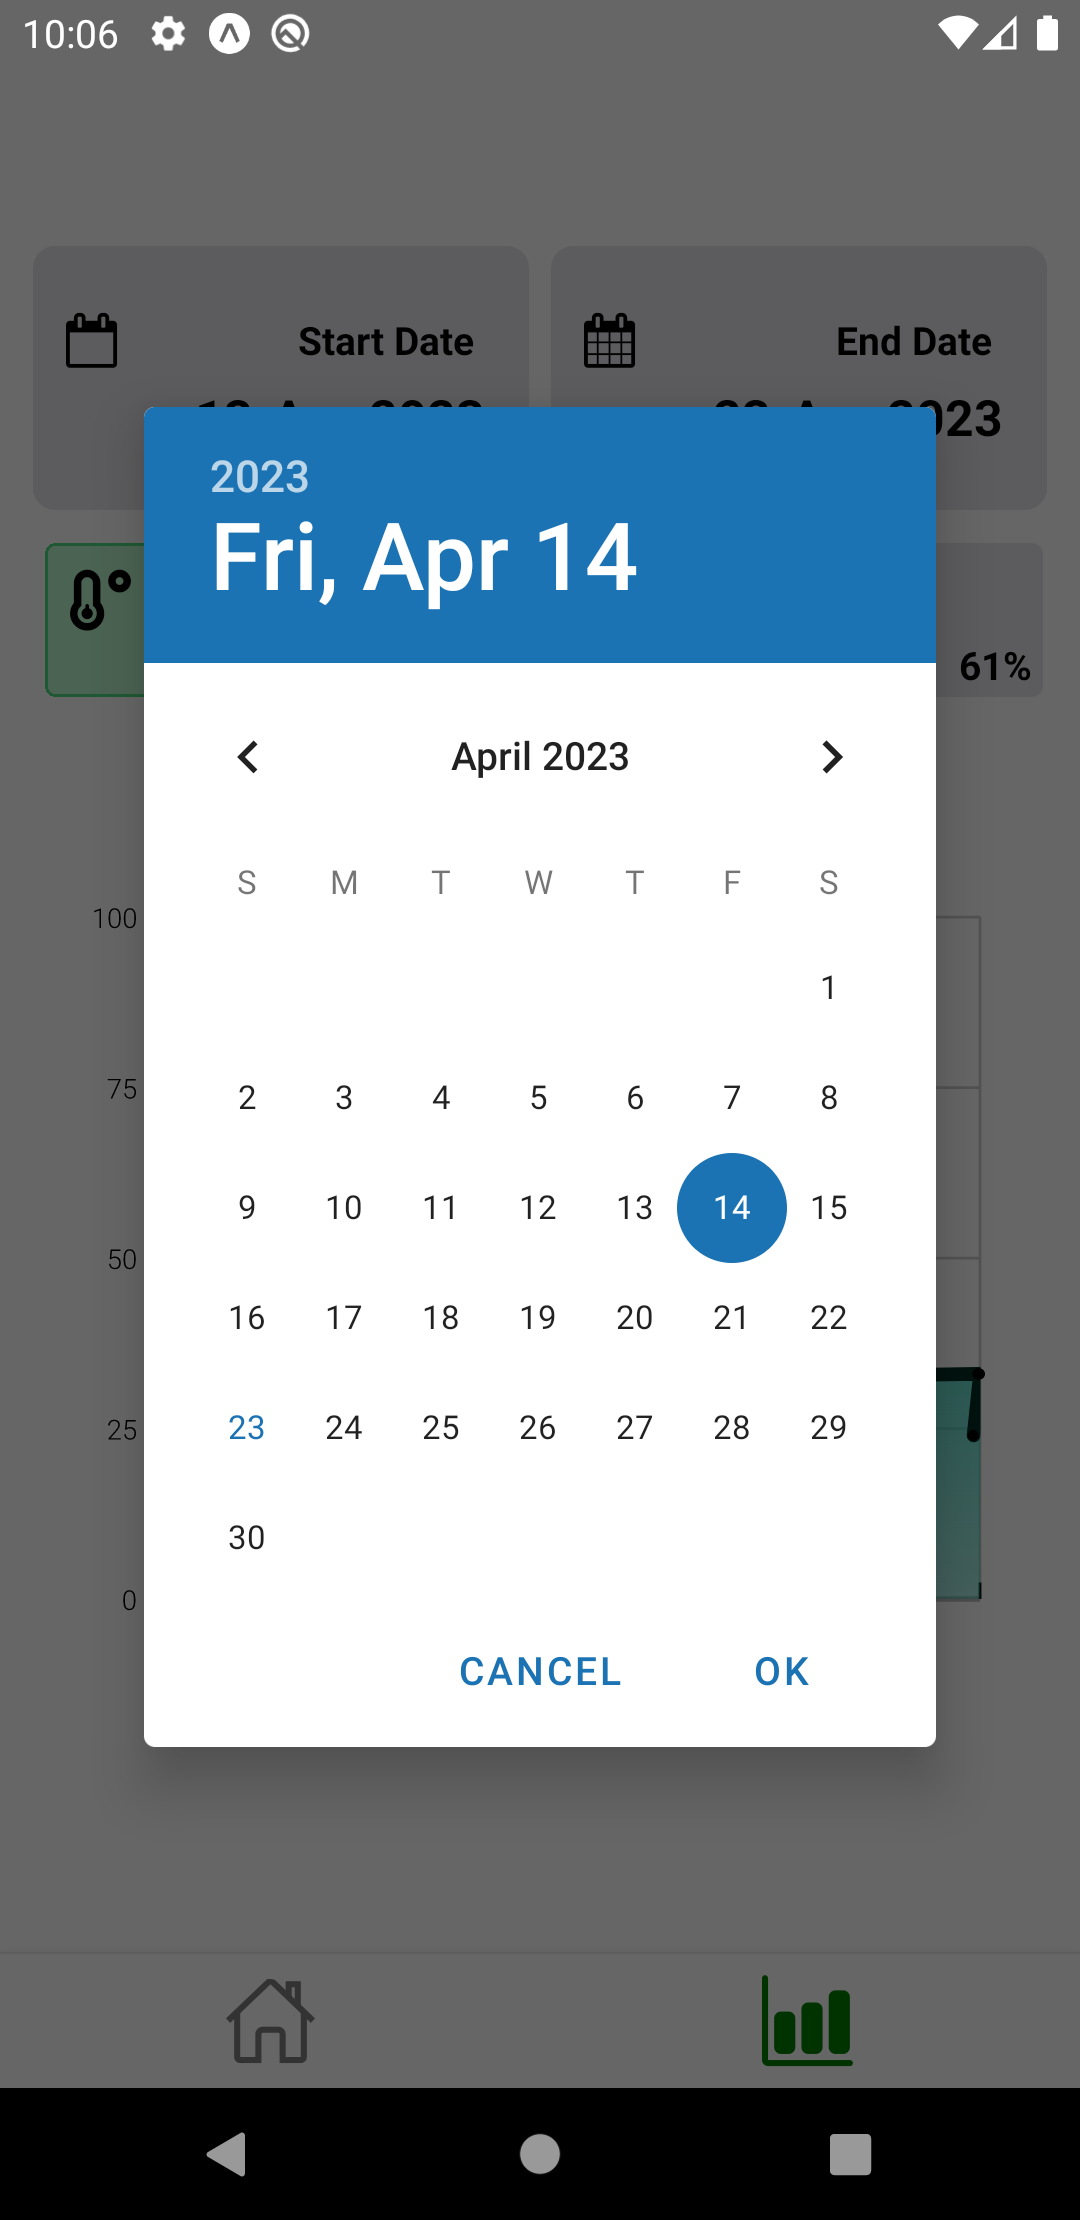 10:06
Start Date
End Date
2023
Fri, Apr 14
61%
April 2023
S M T W T F S
100
1
75
2 3 4 5 6 7 8
9 10 11 12 13 14 15
50
16 17 18 19 20 21 22
25
23 24 25 26 27 28 29
30
0
CANCEL OK